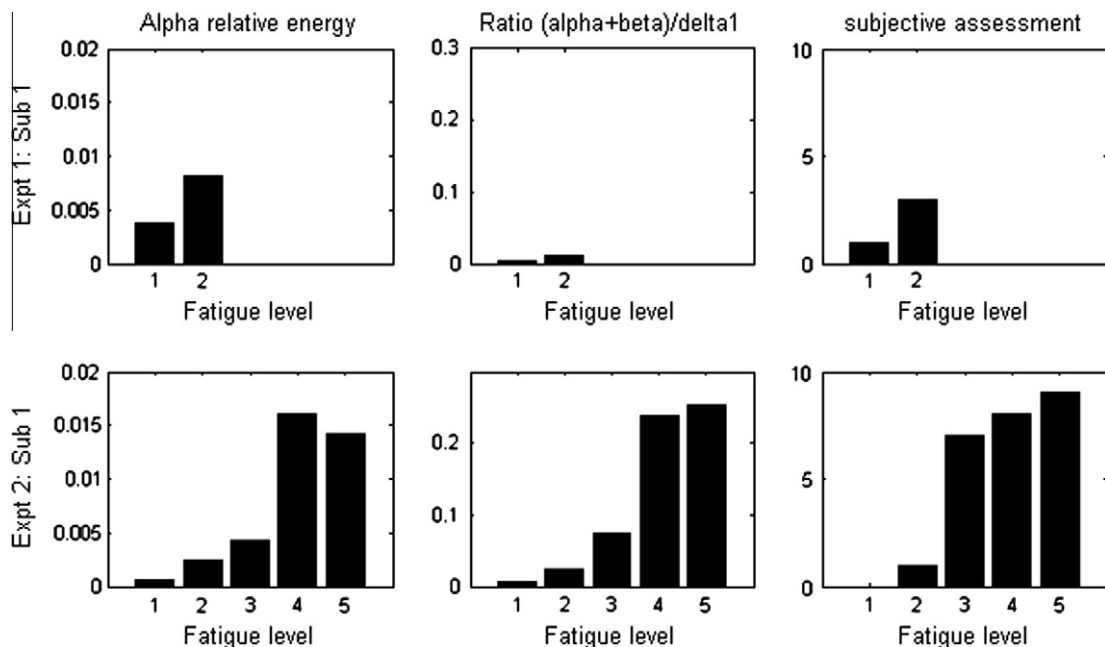 Alpha relative energy
Ratio (alpha+beta)/delta1
subjective assessment
Expt 1: Sub 1
0.02
0.015
0.01
0.005
0
1 2
Fatigue level
0.3
0.2
0.1
0
1 2
Fatigue level
10
5
0
1 2
Fatigue level
Expt 2: Sub 1
0.02
0.015
0.01
0.005
0
1 2 3 4 5
Fatigue level
0.2
0.1
0
1 2 3 4 5
Fatigue level
10
5
0
1 2 3 4 5
Fatigue level